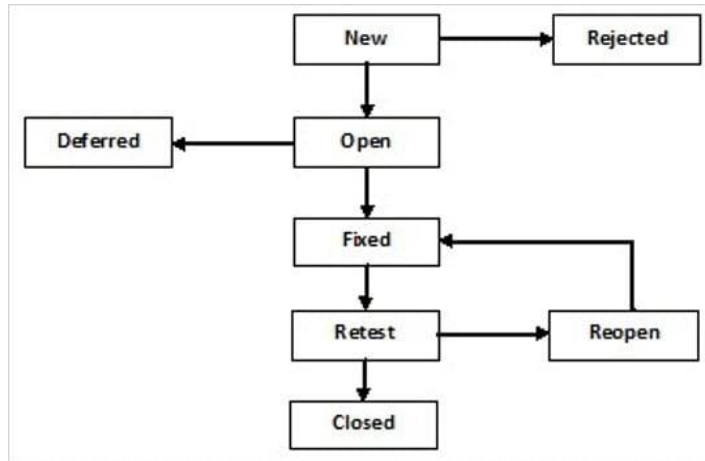 New
Rejected
Deferred
Open
Fixed
Retest
Reopen
Closed